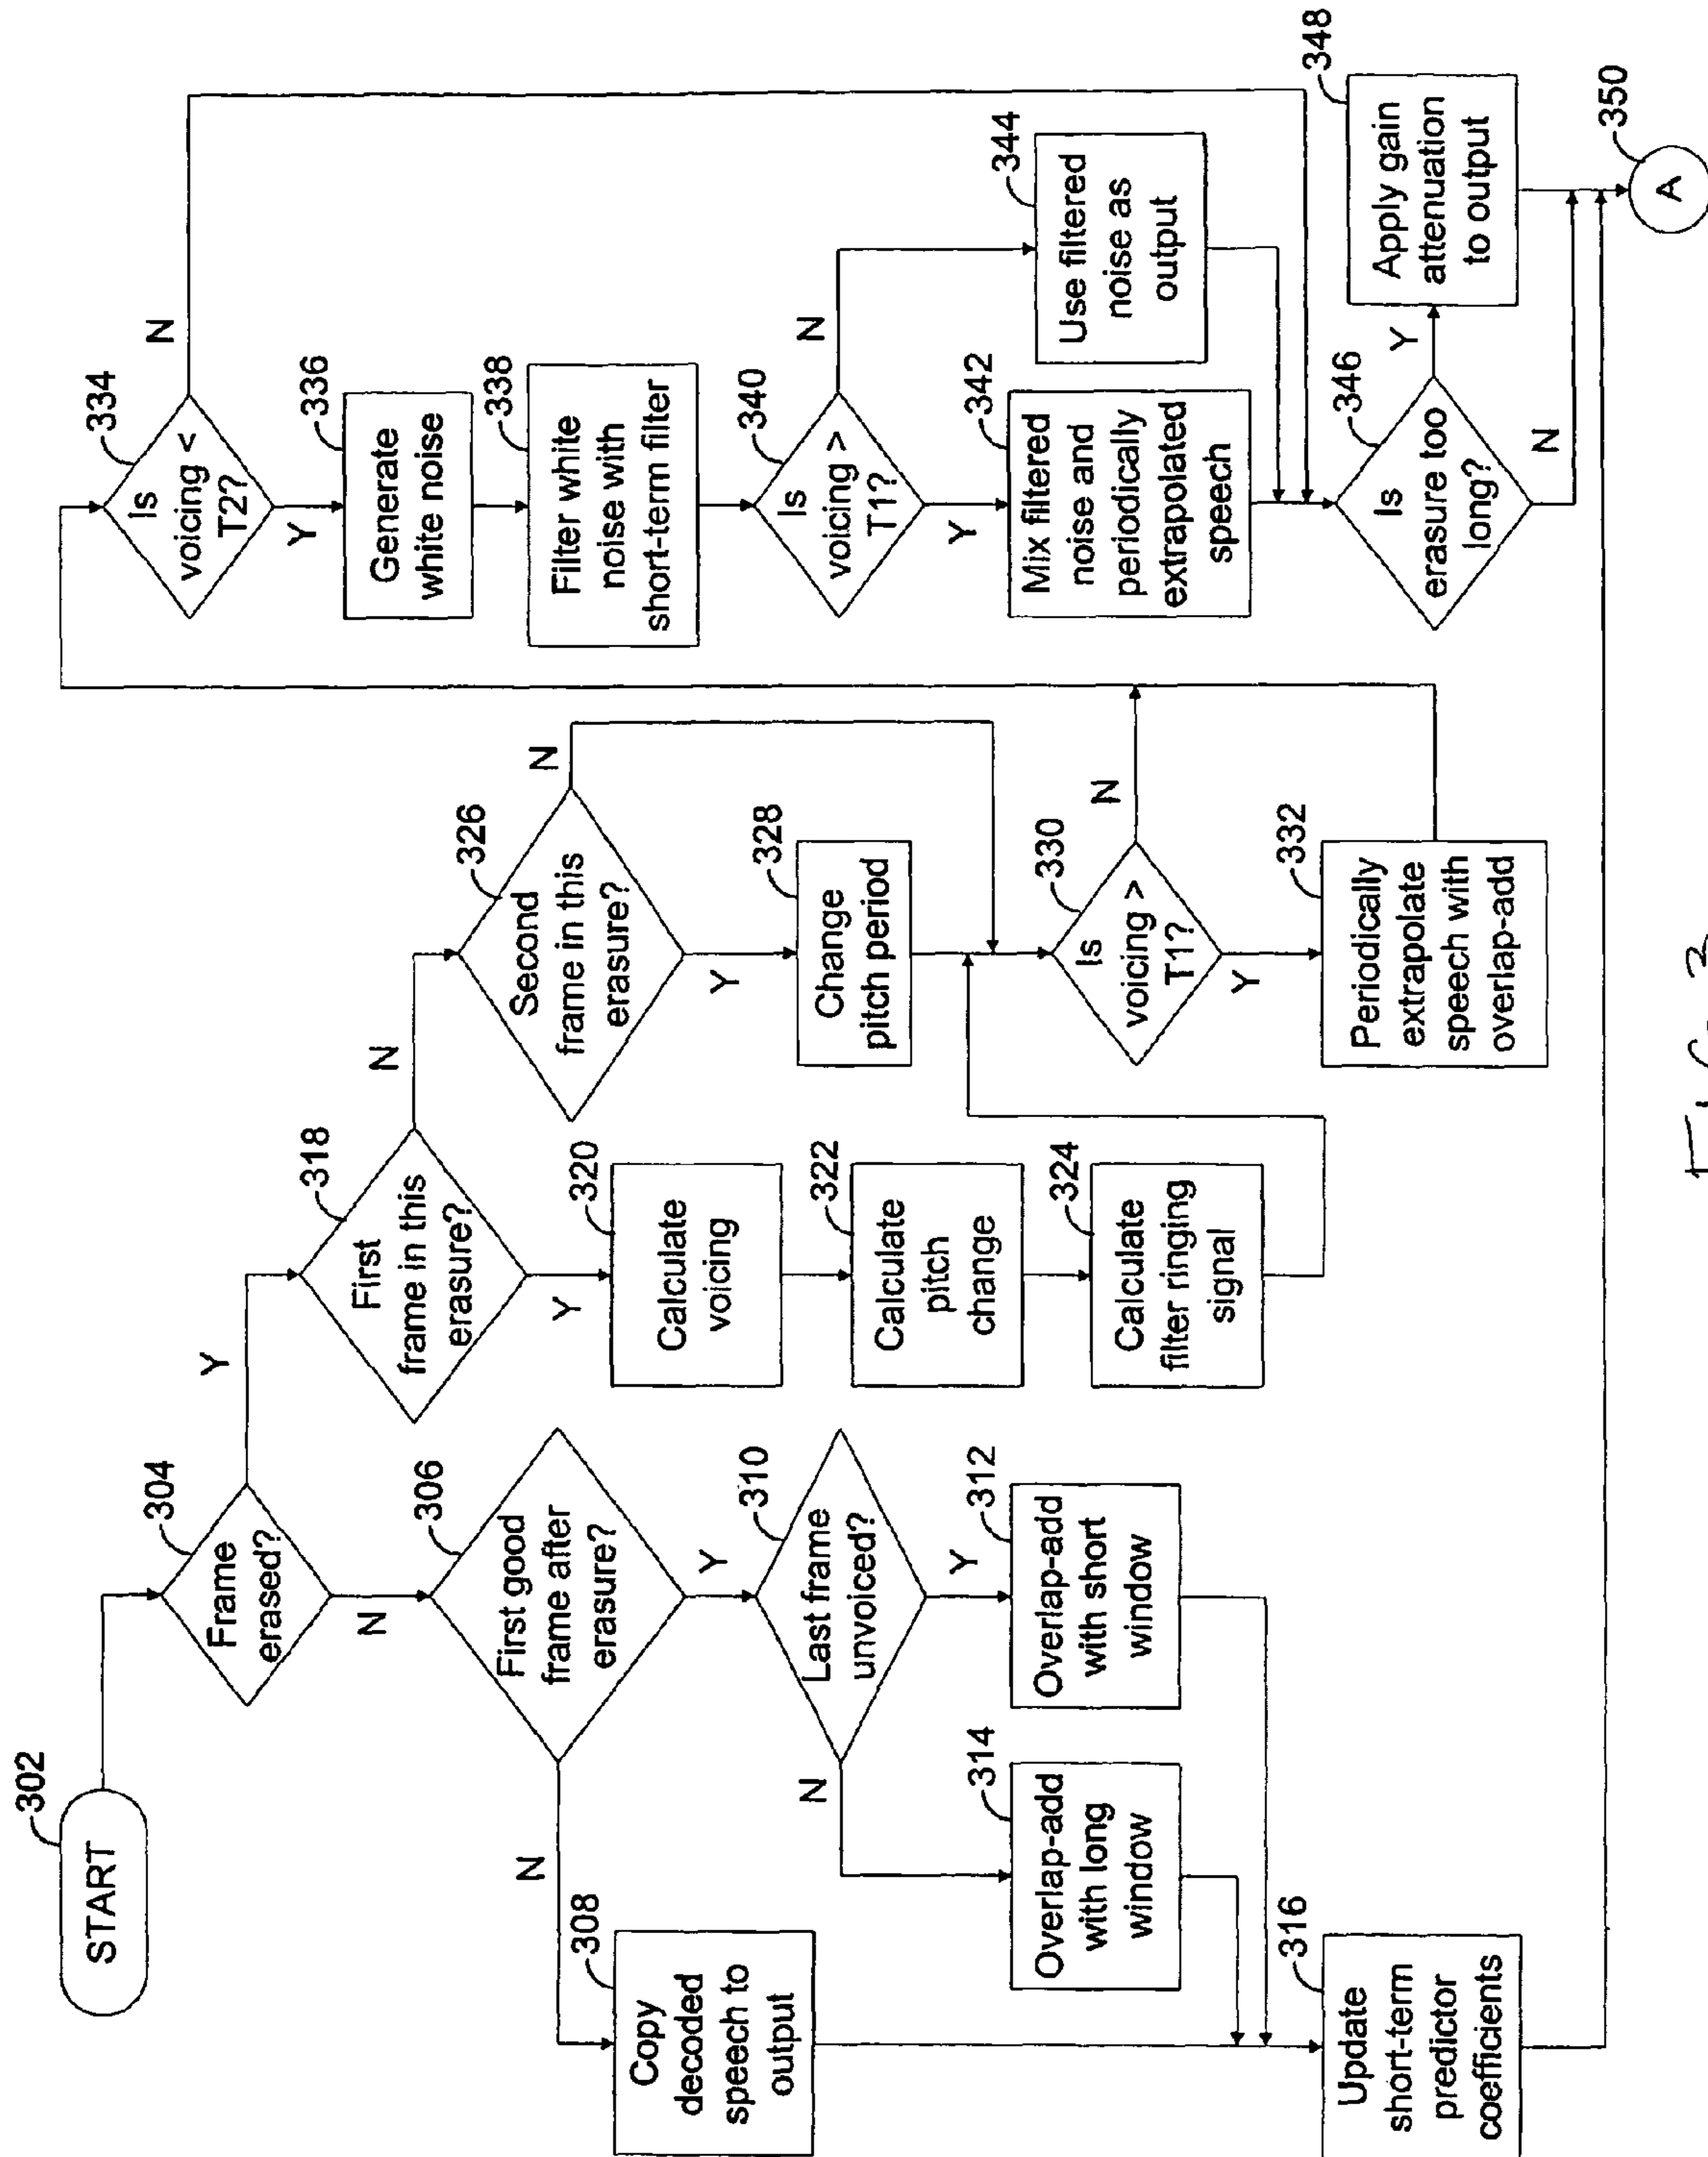 302
START
304
Frame
erased?
Y
N
306
First good
frame after
erasure?
N
Y
308
Copy
decoded
speech to
output
310
Last frame
unvoiced?
N
Y
312
Overlap-add
with short
window
314
Overlap-add
with long
window
316
Update
short-term
predictor
coefficients
318
First
frame in this
erasure?
N
Y
320
Calculate
voicing
322
Calculate
pitch
change
324
Calculate
filter ringing
signal
326
Second
frame in this
erasure?
N
Y
328
Change
pitch period
330
Is
voicing >
T1?
N
Y
332
Periodically
extrapolate
speech with
overlap-add
334
Is
voicing <
T2?
N
Y
336
Generate
white noise
338
Filter white
noise with
short-term filter
340
Is
voicing >
T1?
N
Y
342
Mix filtered
noise and
periodically
extrapolated
speech
344
Use filtered
noise as
output
346
Is
erasure too
long?
Y
N
348
Apply gain
attenuation
to output
350
A